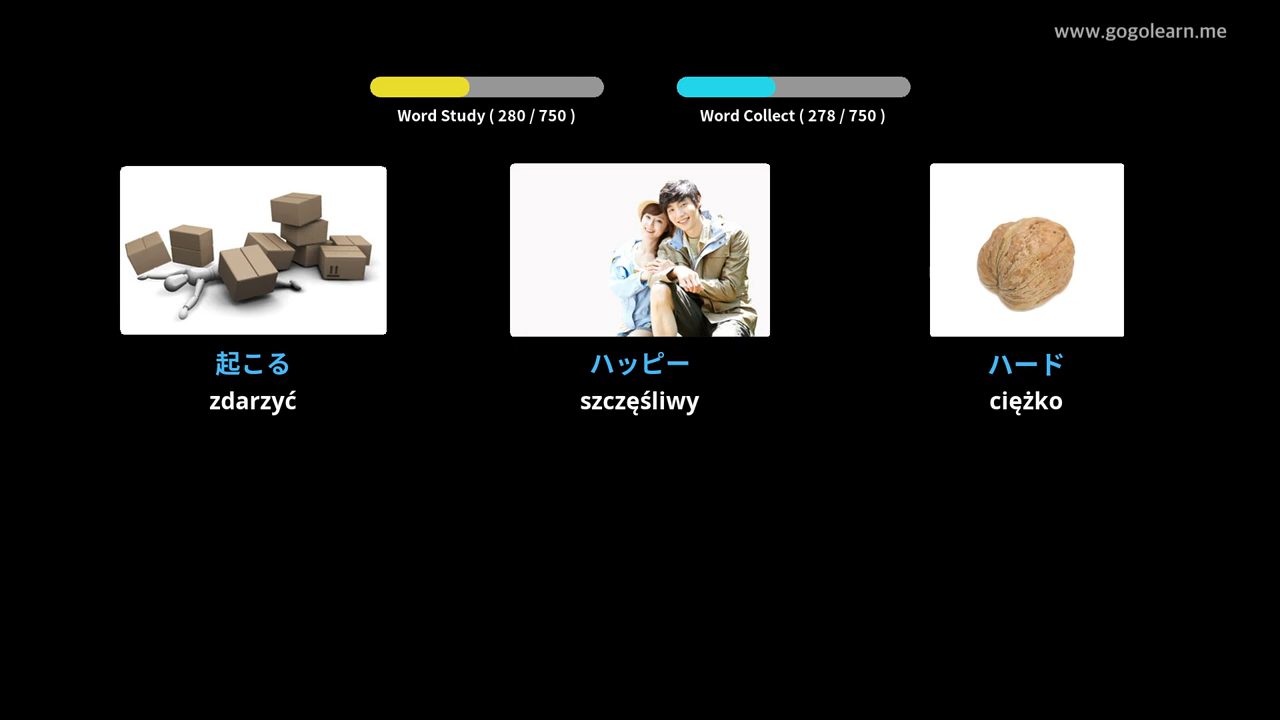 www.gogolearn.me
Word Study ( 280 / 750 )
Word Collect ( 278 / 750 )
起こる
zdarzyć
ハッピー
szczęśliwy
ハード
ciężko